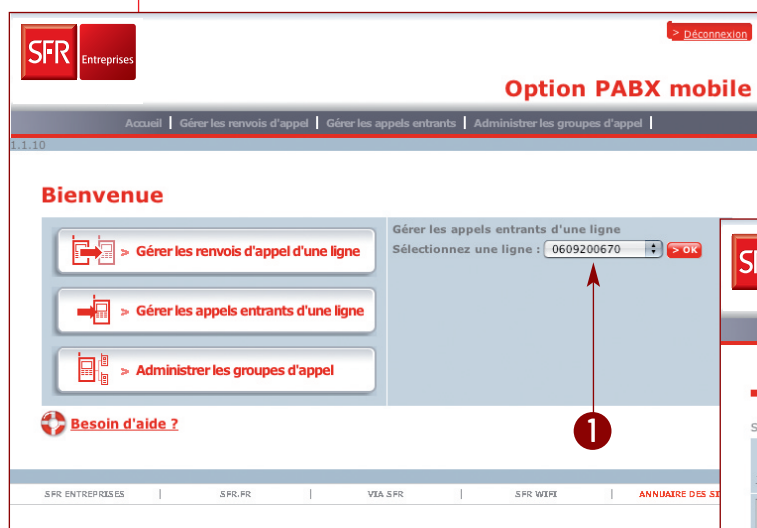 SFR Entreprises
> Déconnexion
Option PABX mobile
Accueil | Gérer les renvois d'appel | Gérer les appels entrants | Administrer les groupes d'appel |
1.1.10
Bienvenue
> Gérer les renvois d'appel d'une ligne
> Gérer les appels entrants d'une ligne
> Administrer les groupes d'appel
Gérer les appels entrants d'une ligne
Sélectionnez une ligne : 0609200670 > OK
1
Besoin d'aide ?
SFR ENTREPRISES | SFR.FR | VIA SFR | SFR WIFI | ANNUAIRE DES